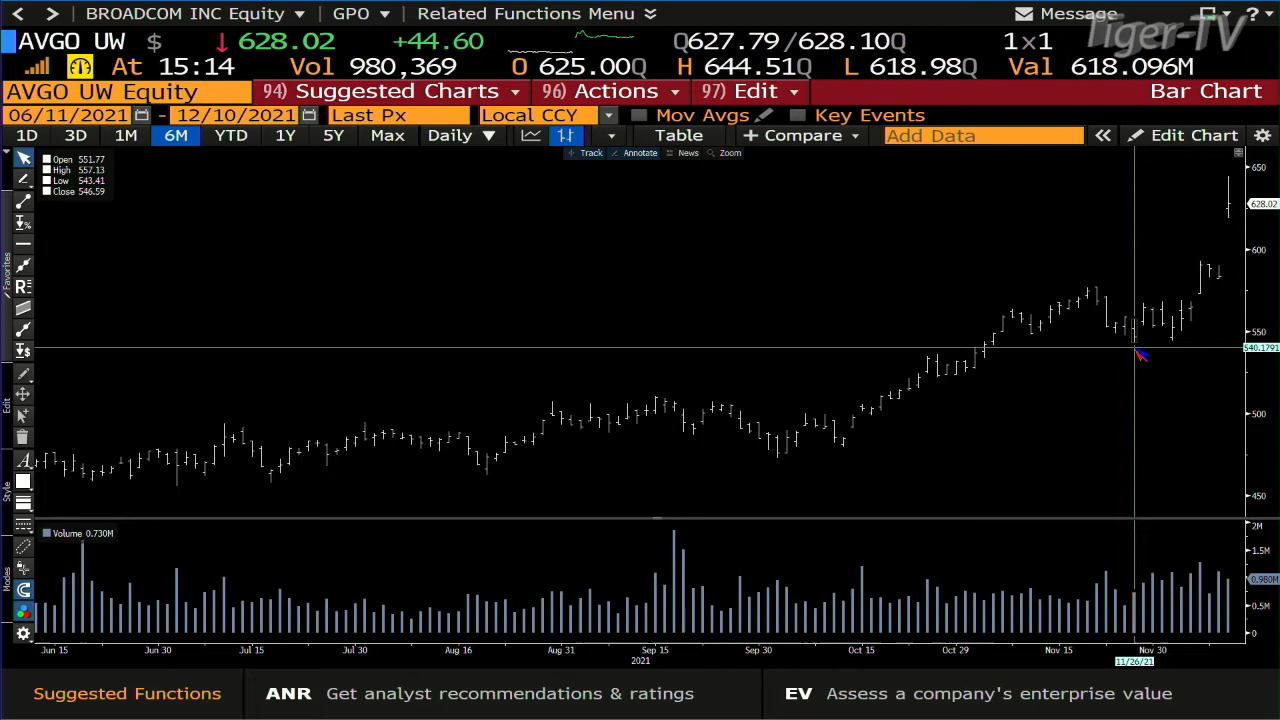 BROADCOM INC Equity GPO Related Functions Menu Message ?
Tiger-TV
AVGO UW $ 628.02 +44.60 Q627.79 /628.10Q 1×1
At 15:14 Vol 980,369 O 625.00Q H 644.51Q L 618.98Q Val 618.096M
AVGO UW Equity 94) Suggested Charts 96) Actions 97) Edit Bar Chart
06/11/2021 - 12/10/2021 Last Px Local CCY Mov Avgs Key Events
1D 3D 1M 6M YTD 1Y 5Y Max Daily Table + Compare Add Data Edit Chart
Track Annotate News Zoom
Open 551.77
High 557.13
Low 543.41
Close 546.59
650
628.02
600
550
540.1791
500
450
Favorites
Edit
Style
Modes
Volume 0.730M
2M
1.5M
0.980M
0.5M
0
Jun 15 Jun 30 Jul 15 Jul 30 Aug 16 Aug 31 Sep 15 Sep 30 Oct 15 Oct 29 Nov 15 Nov 30
2021 11/26/21
Suggested Functions ANR Get analyst recommendations & ratings EV Assess a company's enterprise value